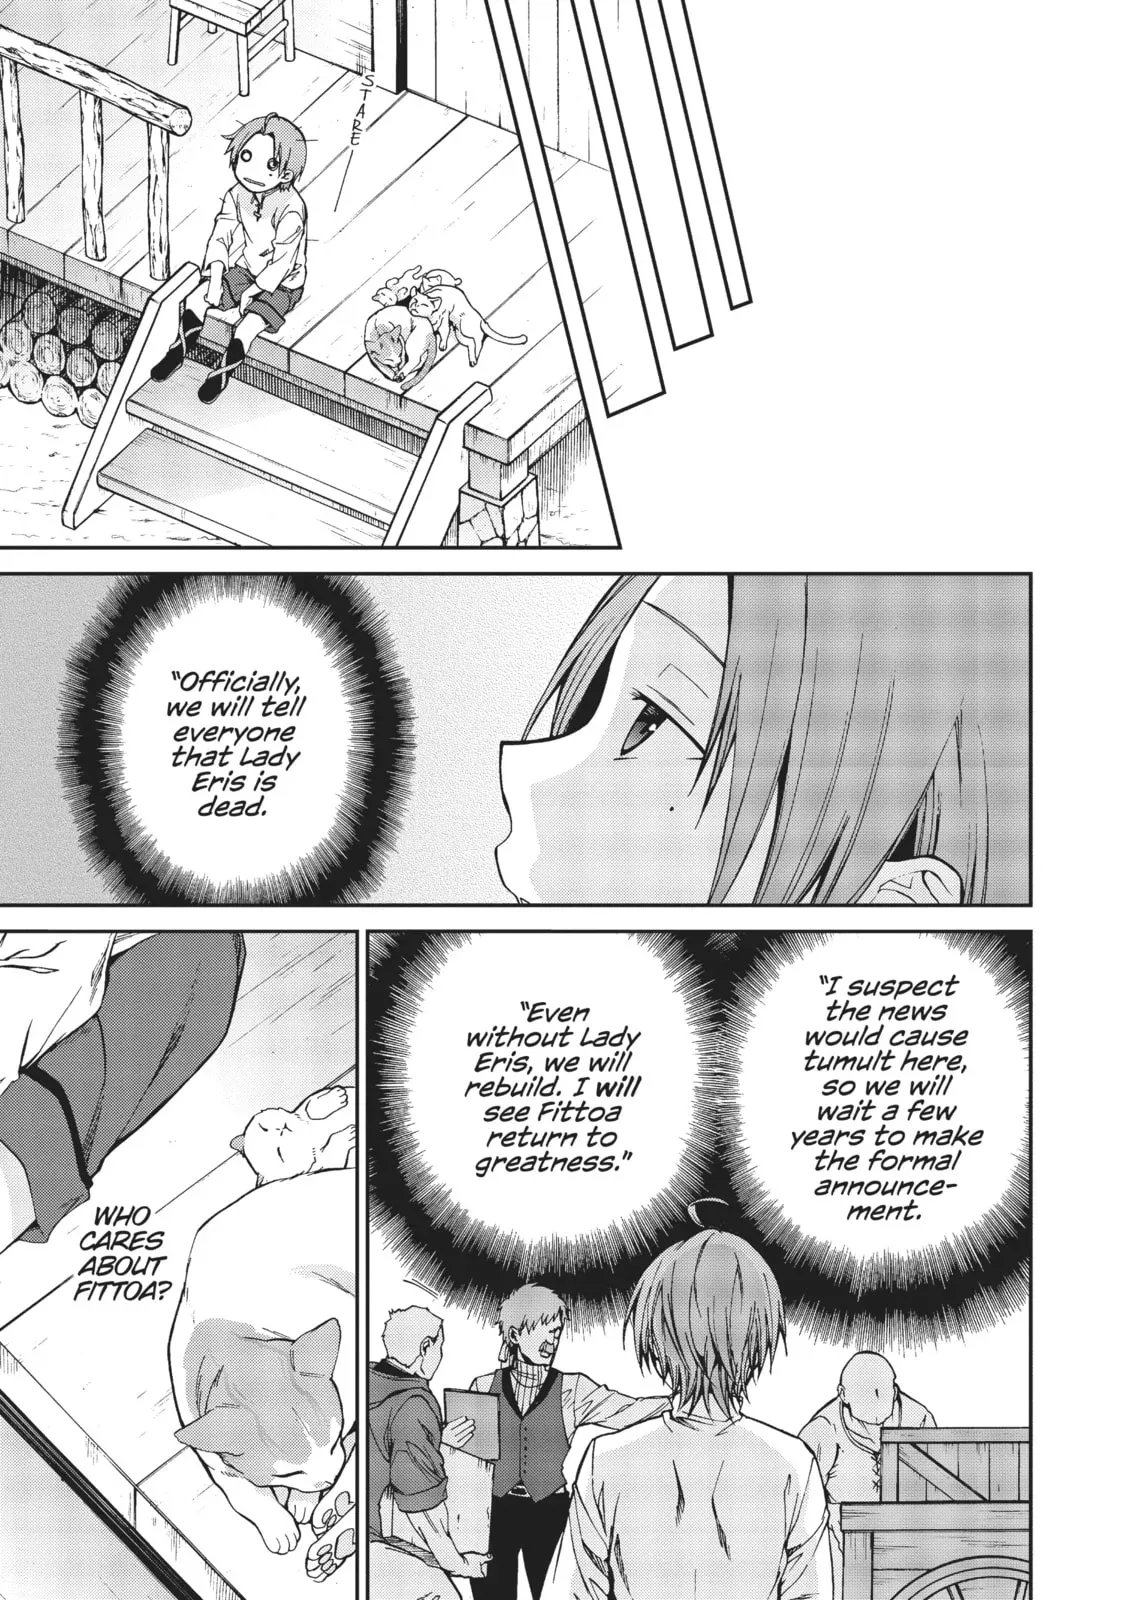 STARE
"Officially,
we will tell
everyone
that Lady
Eris is
dead.
"I suspect
the news
would cause
tumult here,
so we will
wait a few
years to make
the formal
announce-
ment.
"Even
without Lady
Eris, we will
rebuild. I will
see Fittoa
return to
greatness."
WHO
CARES
ABOUT
FITTOA?